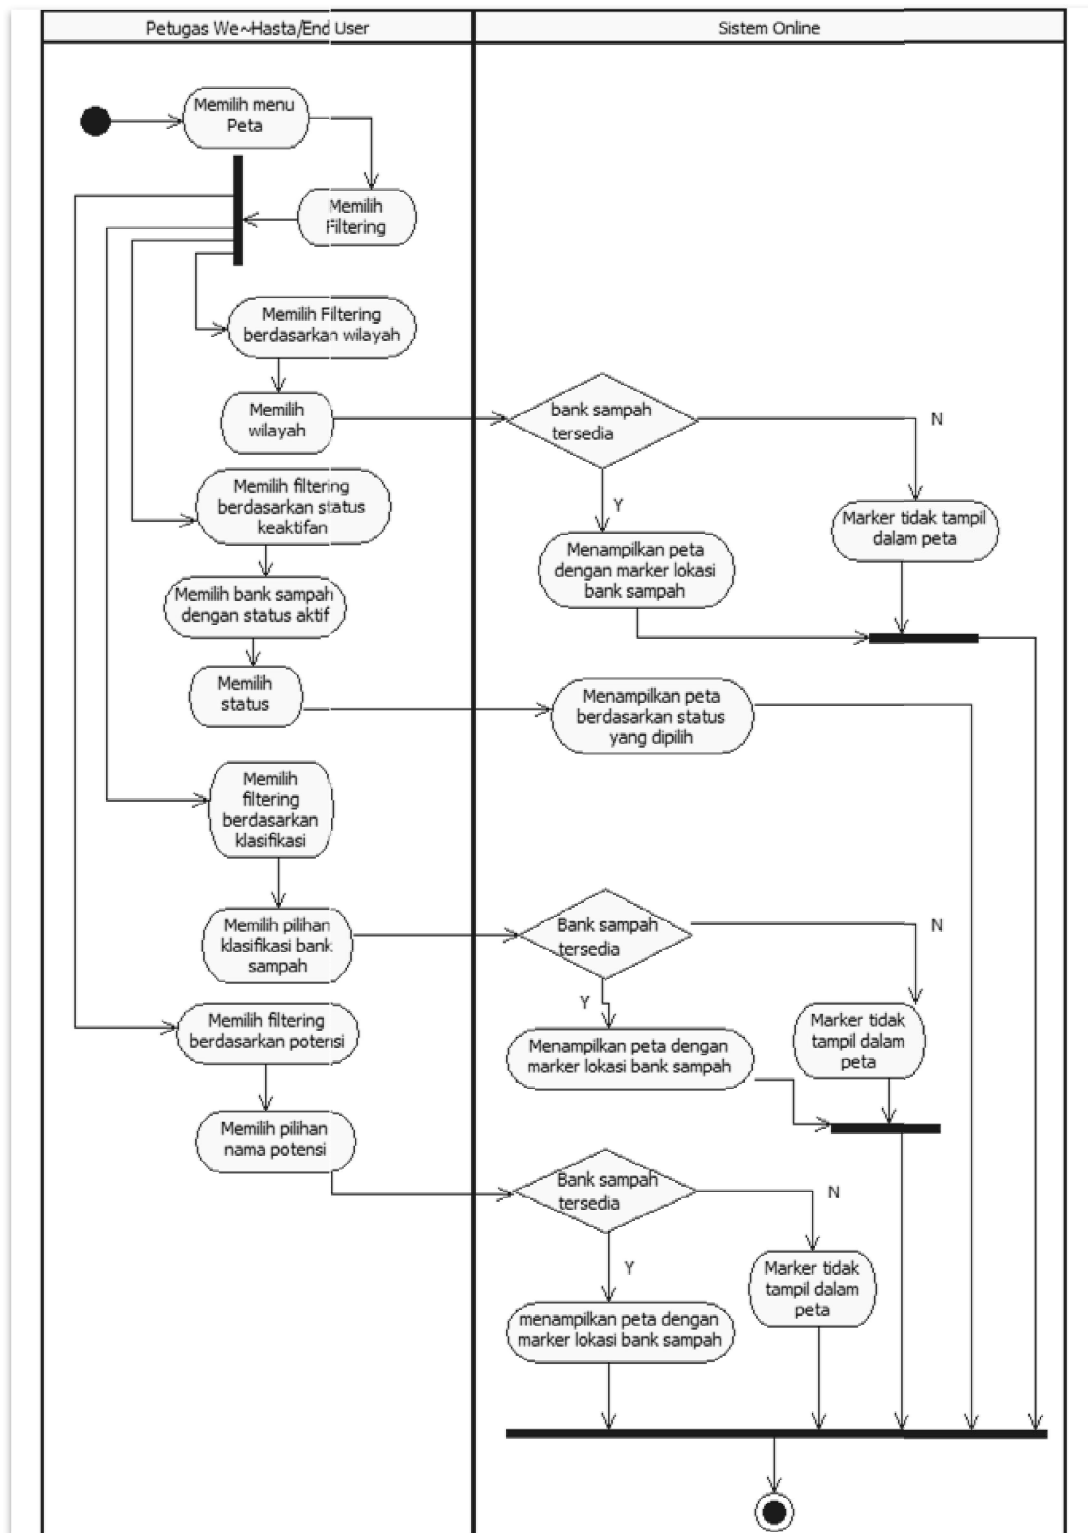 Petugas We~Hasta/End User
Sistem Online
Memilih menu
Peta
Memilih
Filtering
Memilih Filtering
berdasarkan wilayah
Memilih
wilayah
bank sampah
tersedia
N
Y
Marker tidak tampil
dalam peta
Menampilkan peta
dengan marker lokasi
bank sampah
Memilih filtering
berdasarkan status
keaktifan
Memilih bank sampah
dengan status aktif
Memilih
status
Menampilkan peta
berdasarkan status
yang dipilih
Memilih
filtering
berdasarkan
klasifikasi
Memilih pilihan
klasifikasi bank
sampah
Bank sampah
tersedia
N
Y
Marker tidak
tampil dalam
peta
Menampilkan peta dengan
marker lokasi bank sampah
Memilih filtering
berdasarkan potensi
Memilih pilihan
nama potensi
Bank sampah
tersedia
N
Y
Marker tidak
tampil dalam
peta
menampilkan peta dengan
marker lokasi bank sampah